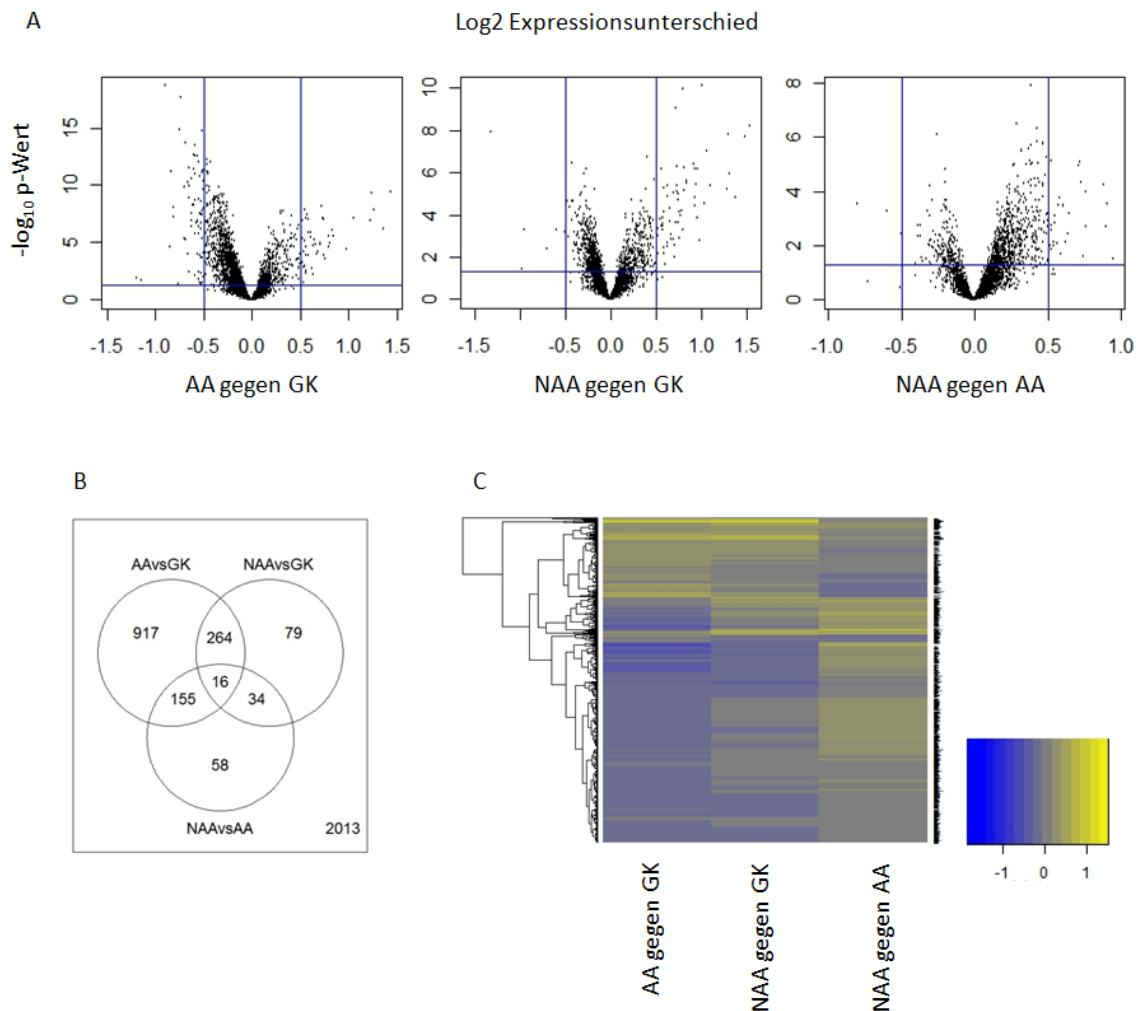 A
Log2 Expressionsunterschied
-log10 p-Wert
15
10
5
0
-1.5 -1.0 -0.5 0.0 0.5 1.0 1.5
AA gegen GK
10
8
6
4
2
0
-1.5 -0.5 0.0 0.5 1.0 1.5
NAA gegen GK
8
6
4
2
0
-1.0 -0.5 0.0 0.5 1.0
NAA gegen AA
B
AAvsGK
NAAvsGK
917
264
79
16
155
34
58
NAAvsAA
2013
C
AA gegen GK
NAA gegen GK
NAA gegen AA
-1 0 1